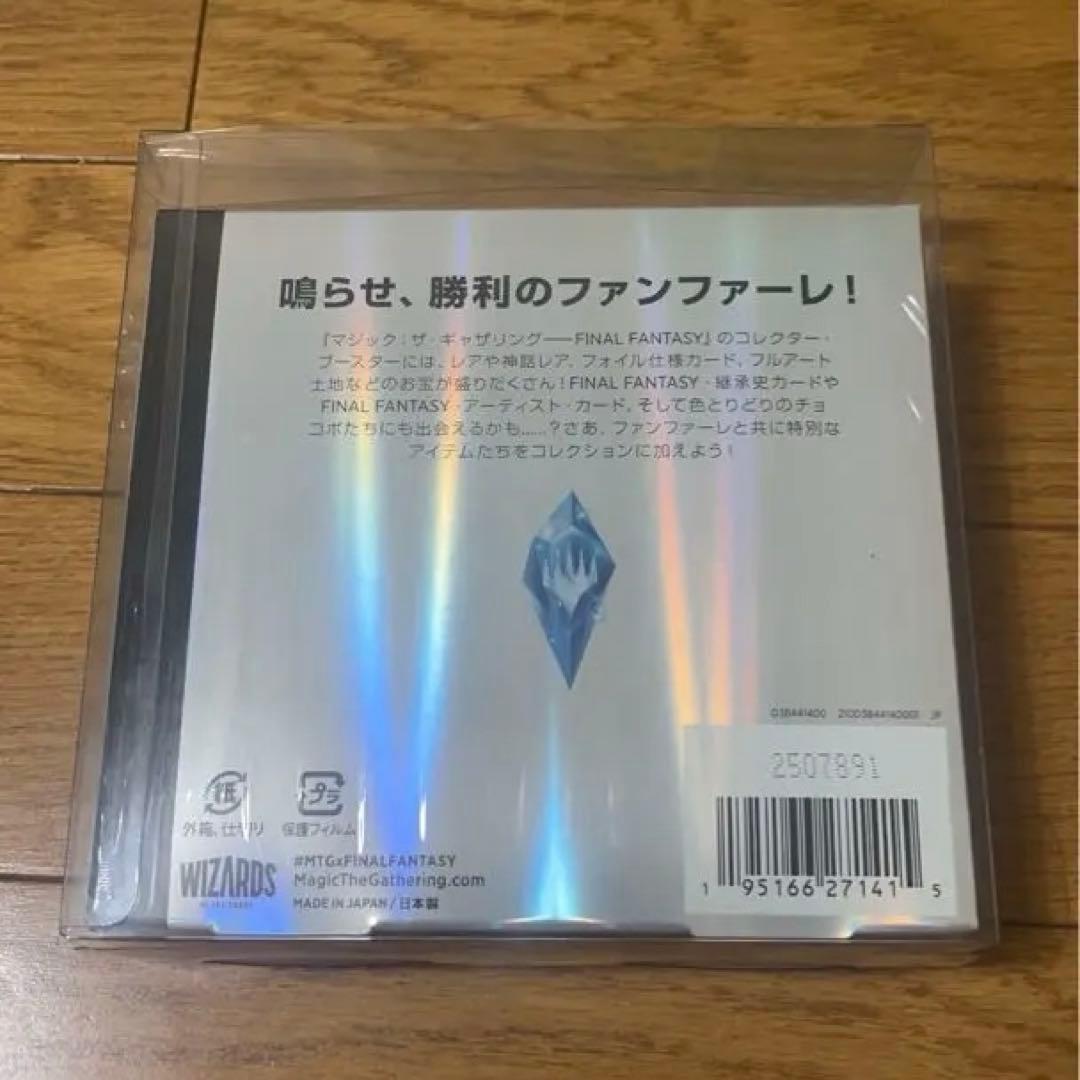 鳴らせ、勝利のファンファーレ！
『マジック：ザ・ギャザリング——FINAL FANTASY』のコレクター・
ブースターには、レアや神話レア、フォイル仕様カード、フルアート
土地などのお宝が盛りだくさん！FINAL FANTASY・継承史カードや
FINAL FANTASY・アーティスト・カード、そして色とりどりのチョ
コボたちにも出会えるかも……？さあ、ファンファーレと共に特別な
アイテムたちをコレクションに加えよう！
D38441400 2100D38441400001 JP
2507891
紙 プラ
外箱、仕切り 保護フィルム
WIZARDS
#MTGxFINALFANTASY
MagicTheGathering.com
MADE IN JAPAN / 日本製
1 95166 27141 5